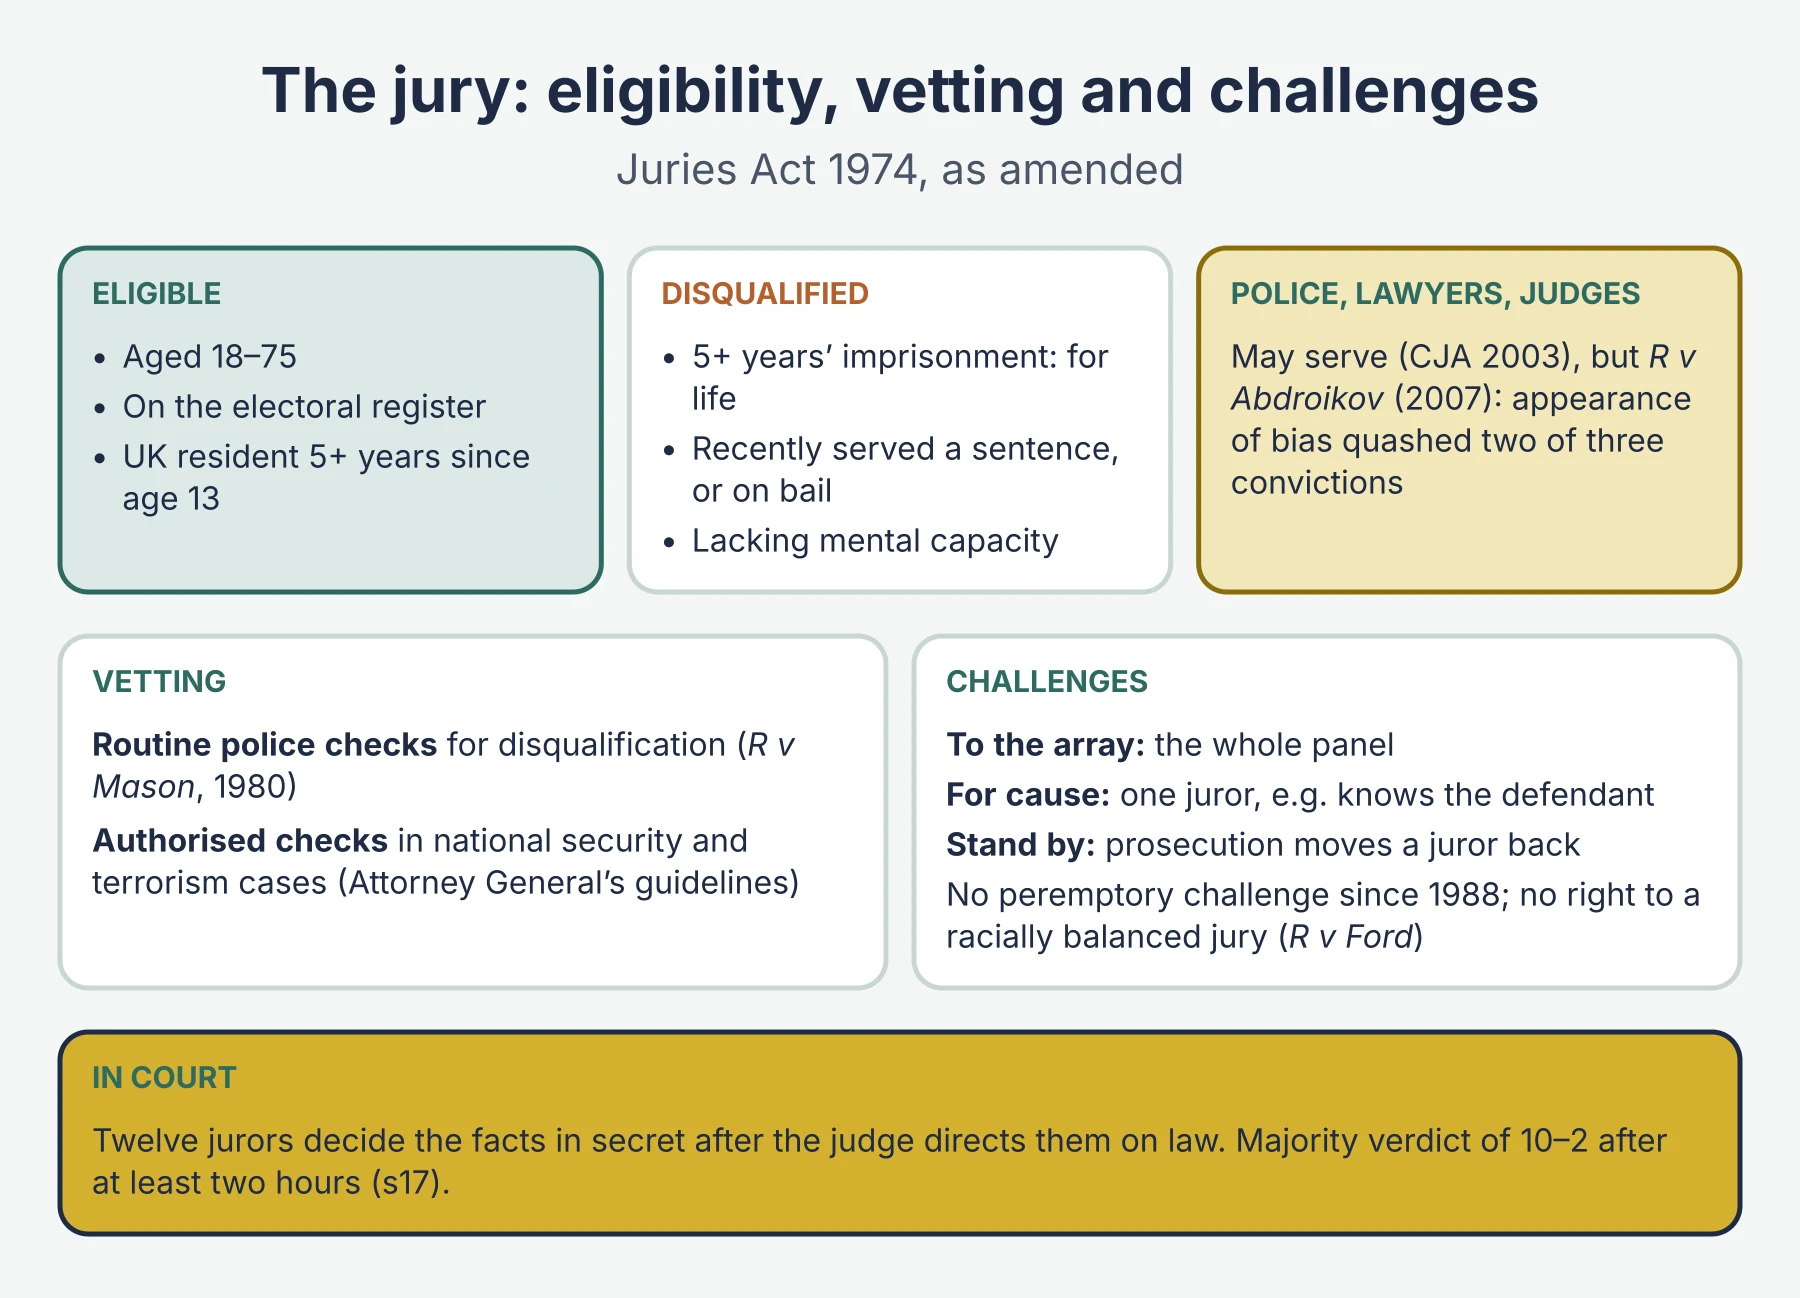 The jury: eligibility, vetting and challenges
Juries Act 1974, as amended
ELIGIBLE
• Aged 18–75
• On the electoral register
• UK resident 5+ years since
age 13
DISQUALIFIED
• 5+ years’ imprisonment: for
life
• Recently served a sentence,
or on bail
• Lacking mental capacity
POLICE, LAWYERS, JUDGES
May serve (CJA 2003), but R v
Abdroikov (2007): appearance
of bias quashed two of three
convictions
VETTING
Routine police checks for disqualification (R v
Mason, 1980)
Authorised checks in national security and
terrorism cases (Attorney General’s guidelines)
CHALLENGES
To the array: the whole panel
For cause: one juror, e.g. knows the defendant
Stand by: prosecution moves a juror back
No peremptory challenge since 1988; no right to a
racially balanced jury (R v Ford)
IN COURT
Twelve jurors decide the facts in secret after the judge directs them on law. Majority verdict of 10–2 after
at least two hours (s17).